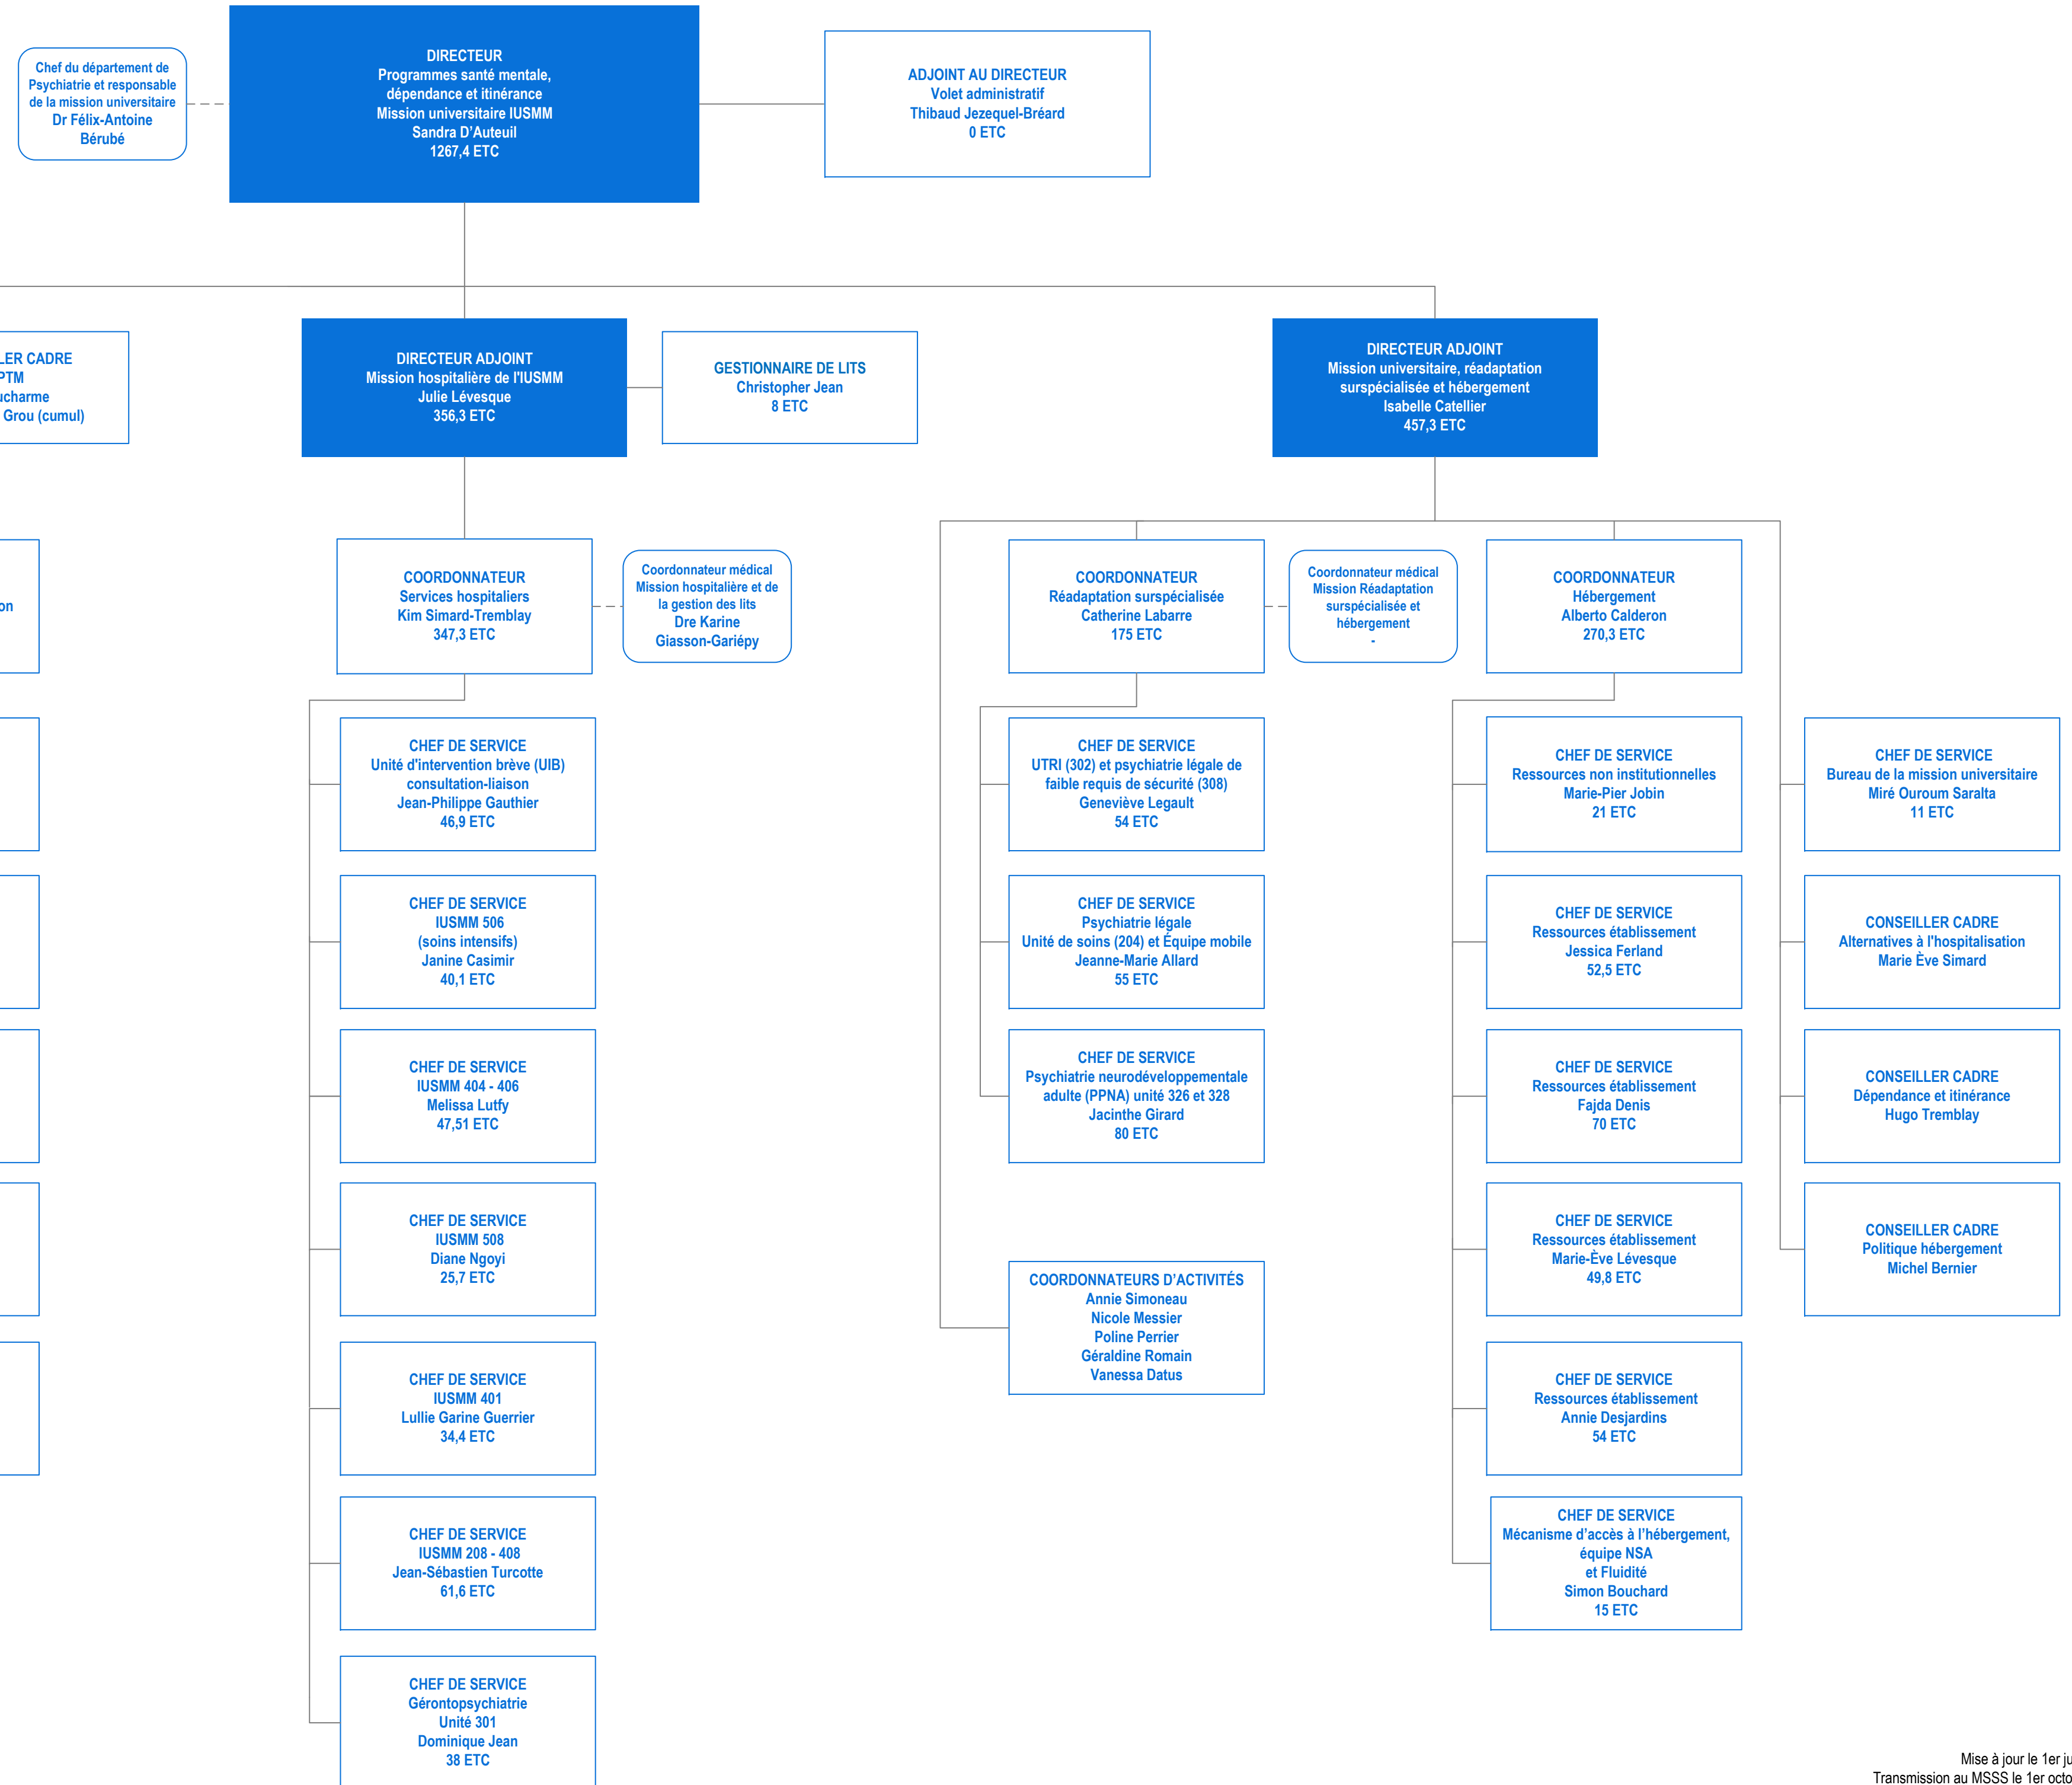 Chef du département de
Psychiatrie et responsable
de la mission universitaire
Dr Félix-Antoine
Bérubé
DIRECTEUR
Programmes santé mentale,
dépendance et itinérance
Mission universitaire IUSMM
Sandra D’Auteuil
1267,4 ETC
ADJOINT AU DIRECTEUR
Volet administratif
Thibaud Jezequel-Bréard
0 ETC
CADRE
Grou (cumul)
DIRECTEUR ADJOINT
Mission hospitalière de l'IUSMM
Julie Lévesque
356,3 ETC
GESTIONNAIRE DE LITS
Christopher Jean
8 ETC
DIRECTEUR ADJOINT
Mission universitaire, réadaptation
surspécialisée et hébergement
Isabelle Catellier
457,3 ETC
COORDONNATEUR
Services hospitaliers
Kim Simard-Tremblay
347,3 ETC
Coordonnateur médical
Mission hospitalière et de
la gestion des lits
Dre Karine
Giasson-Gariépy
COORDONNATEUR
Réadaptation surspécialisée
Catherine Labarre
175 ETC
Coordonnateur médical
Mission Réadaptation
surspécialisée et
hébergement
-
COORDONNATEUR
Hébergement
Alberto Calderon
270,3 ETC
CHEF DE SERVICE
Unité d'intervention brève (UIB)
consultation-liaison
Jean-Philippe Gauthier
46,9 ETC
CHEF DE SERVICE
IUSMM 506
(soins intensifs)
Janine Casimir
40,1 ETC
CHEF DE SERVICE
IUSMM 404 - 406
Melissa Lutfy
47,51 ETC
CHEF DE SERVICE
IUSMM 508
Diane Ngoyi
25,7 ETC
CHEF DE SERVICE
IUSMM 401
Lullie Garine Guerrier
34,4 ETC
CHEF DE SERVICE
IUSMM 208 - 408
Jean-Sébastien Turcotte
61,6 ETC
CHEF DE SERVICE
Gérontopsychiatrie
Unité 301
Dominique Jean
38 ETC
CHEF DE SERVICE
UTRI (302) et psychiatrie légale de
faible requis de sécurité (308)
Geneviève Legault
54 ETC
CHEF DE SERVICE
Psychiatrie légale
Unité de soins (204) et Équipe mobile
Jeanne-Marie Allard
55 ETC
CHEF DE SERVICE
Psychiatrie neurodéveloppementale
adulte (PPNA) unité 326 et 328
Jacinthe Girard
80 ETC
COORDONNATEURS D’ACTIVITÉS
Annie Simoneau
Nicole Messier
Poline Perrier
Géraldine Romain
Vanessa Datus
CHEF DE SERVICE
Ressources non institutionnelles
Marie-Pier Jobin
21 ETC
CHEF DE SERVICE
Ressources établissement
Jessica Ferland
52,5 ETC
CHEF DE SERVICE
Ressources établissement
Fajda Denis
70 ETC
CHEF DE SERVICE
Ressources établissement
Marie-Ève Lévesque
49,8 ETC
CHEF DE SERVICE
Ressources établissement
Annie Desjardins
54 ETC
CHEF DE SERVICE
Mécanisme d’accès à l’hébergement,
équipe NSA
et Fluidité
Simon Bouchard
15 ETC
CHEF DE SERVICE
Bureau de la mission universitaire
Miré Ouroum Saralta
11 ETC
CONSEILLER CADRE
Alternatives à l'hospitalisation
Marie Ève Simard
CONSEILLER CADRE
Dépendance et itinérance
Hugo Tremblay
CONSEILLER CADRE
Politique hébergement
Michel Bernier
Mise à jour le 1er
Transmission au MSSS le 1er